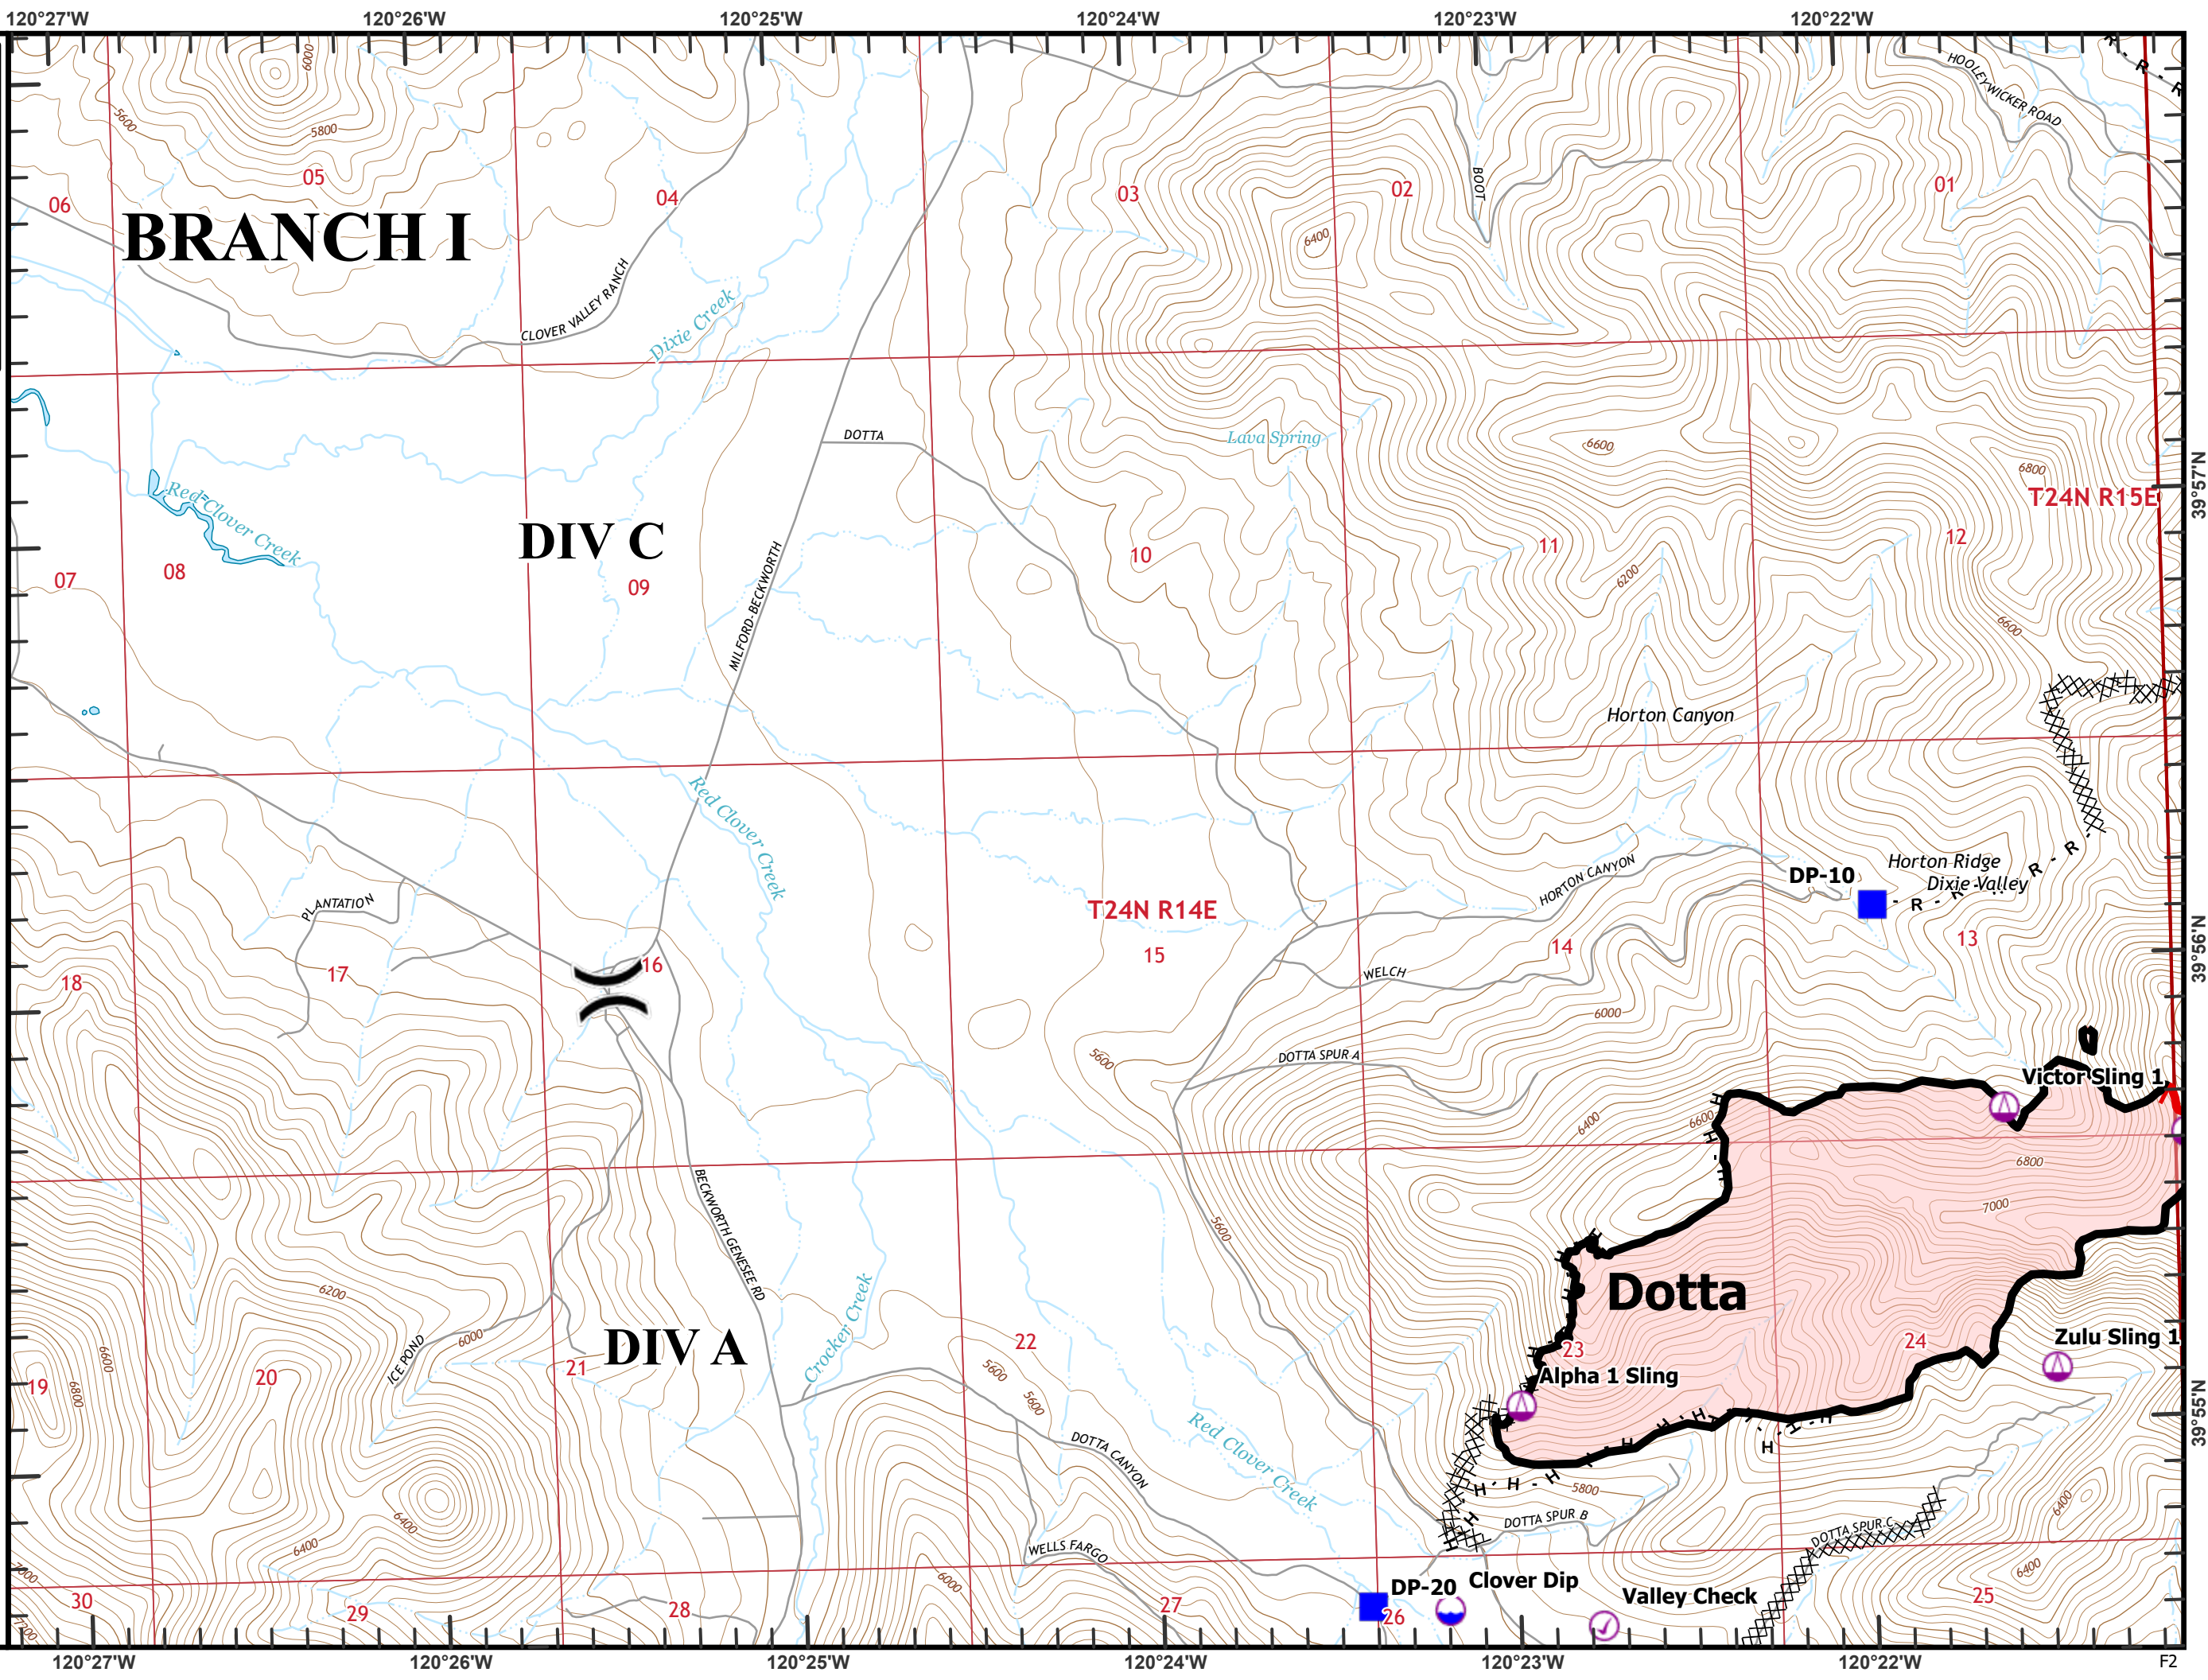 120°27'W 120°26'W 120°25'W 120°24'W 120°23'W 120°22'W
6000
R - R - R
HOOLEY WICKER ROAD
5600
5800
05
04
03
02
01
BOOT
06
BRANCH I
6400
CLOVER VALLEY RANCH
Dixie Creek
DOTTA
Lava Spring
6600
6800
39°57'N
T24N R15E
Red Clover Creek
DIV C
MILFORD-BECKWORTH
10
11
12
07
08
09
6200
6600
Horton Canyon
Red Clover Creek
HORTON CANYON
Horton Ridge
DP-10
Dixie Valley
- R - R - R - R -
PLANTATION
T24N R14E
39°56'N
18
17
16
15
14
13
WELCH
6000
DOTTA SPUR A
5600
Victor Sling 1
6400
6600
H
H
6800
BECKWORTH GENESEE RD
5600
7000
Dotta
6200
ICE POND
6000
DIV A
Crocker Creek
22
23
24
Zulu Sling 1
6600
6800
19
20
21
5600
5600
Alpha 1 Sling
39°55'N
Red Clover Creek
DOTTA CANYON
H - H - H
5800
6400
6400
6400
DOTTA SPUR B
DOTTA SPUR C
WELLS FARGO
7000
6000
6400
DP-20
Clover Dip
Valley Check
30
29
28
27
26
25
7200
120°27'W 120°26'W 120°25'W 120°24'W 120°23'W 120°22'W
F2